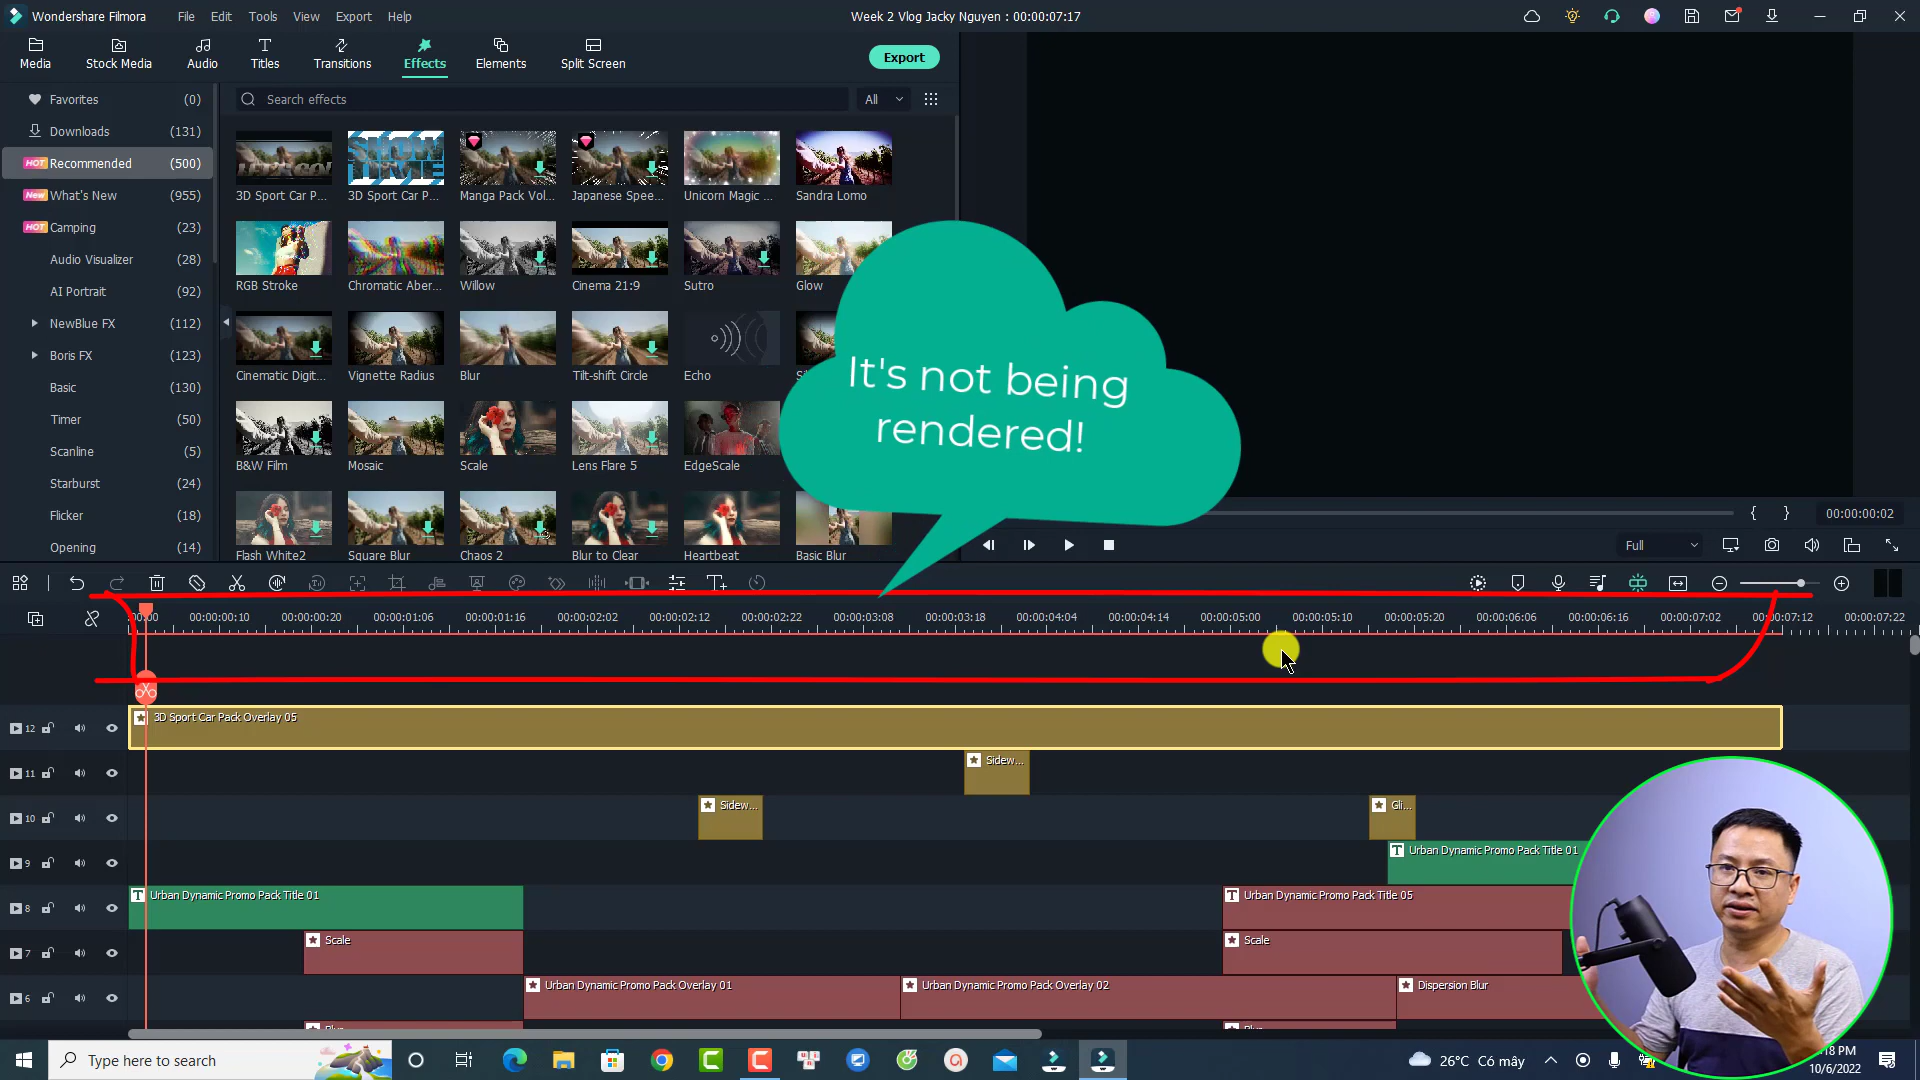 Wondershare Filmora File Edit Tools View Export Help
Week 2 Vlog Jacky Nguyen : 00:00:07:17
Media Stock Media Audio Titles Transitions Effects Elements Split Screen
Export
Favorites (0)
Downloads (131)
HOT Recommended (500)
New What's New (955)
HOT Camping (23)
Audio Visualizer (28)
AI Portrait (92)
NewBlue FX (112)
Boris FX (123)
Basic (130)
Timer (50)
Scanline (5)
Starburst (24)
Flicker (18)
Opening (14)
Search effects
All
3D Sport Car P... 3D Sport Car P... Manga Pack Vol... Japanese Spee... Unicorn Magic ... Sandra Lomo
RGB Stroke Chromatic Aber... Willow Cinema 21:9 Sutro Glow
Cinematic Digit... Vignette Radius Blur Tilt-shift Circle Echo
B&W Film Mosaic Scale Lens Flare 5 EdgeScale
Flash White2 Square Blur Chaos 2 Blur to Clear Heartbeat Basic Blur
It's not being
rendered!
{ } 00:00:00:02
Full
00:00:00:10 00:00:00:20 00:00:01:06 00:00:01:16 00:00:02:02 00:00:02:12 00:00:02:22 00:00:03:08 00:00:03:18 00:00:04:04 00:00:04:14 00:00:05:00 00:00:05:10 00:00:05:20 00:00:06:06 00:00:06:16 00:00:07:02 00:00:07:12 00:00:07:22
12 3D Sport Car Pack Overlay 05
11 Sidew...
10 Sidew... Gli...
9 Urban Dynamic Promo Pack Title 01
8 Urban Dynamic Promo Pack Title 01 Urban Dynamic Promo Pack Title 05
7 Scale Scale
6 Urban Dynamic Promo Pack Overlay 01 Urban Dynamic Promo Pack Overlay 02 Dispersion Blur
Type here to search
26°C Có mây
:18 PM
10/6/2022